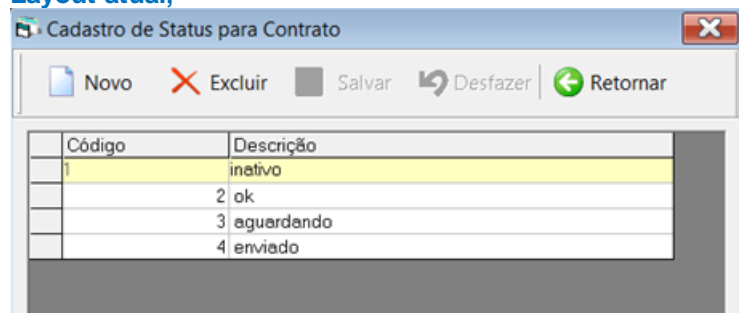 Layout atual,
Cadastro de Status para Contrato
Novo Excluir Salvar Desfazer Retornar
Código Descrição
1 inativo
2 ok
3 aguardando
4 enviado